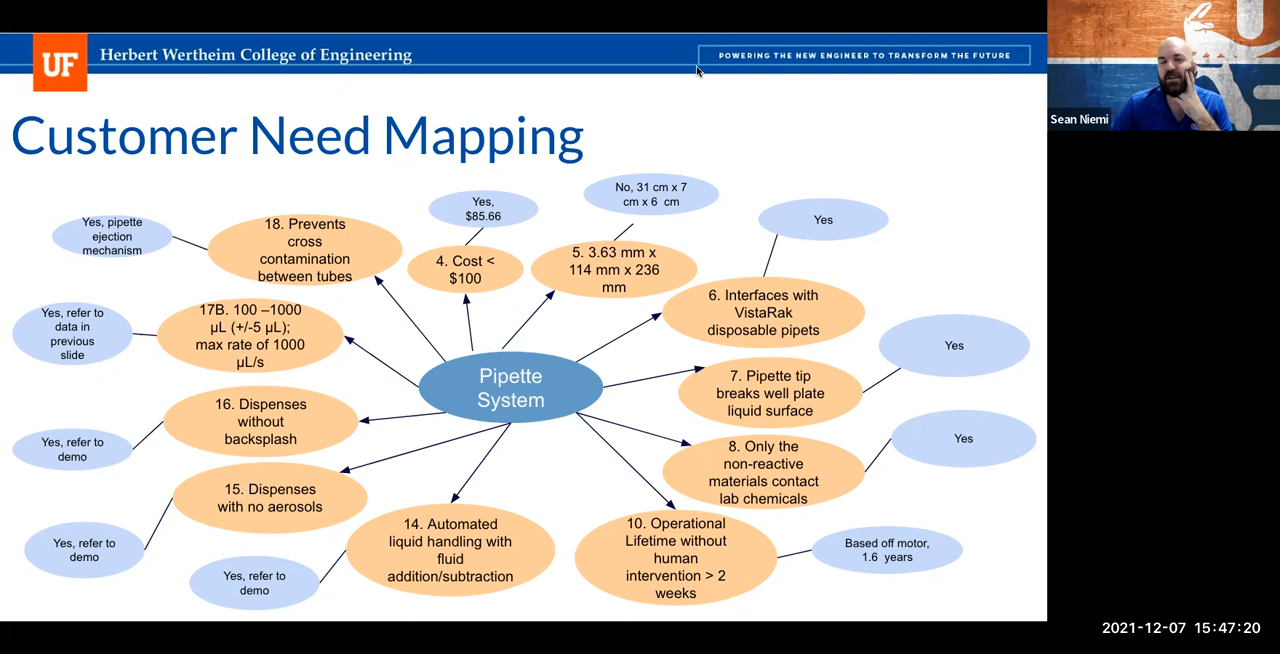 UF
Herbert Wertheim College of Engineering
POWERING THE NEW ENGINEER TO TRANSFORM THE FUTURE
Sean Niemi
Customer Need Mapping
Yes, pipette
ejection
mechanism
18. Prevents
cross
contamination
between tubes
Yes,
$85.66
4. Cost <
$100
No, 31 cm x 7
cm x 6 cm
5. 3.63 mm x
114 mm x 236
mm
Yes
6. Interfaces with
VistaRak
disposable pipets
Yes, refer to
data in
previous
slide
17B. 100 –1000
µL (+/-5 µL);
max rate of 1000
µL/s
Pipette
System
7. Pipette tip
breaks well plate
liquid surface
Yes
16. Dispenses
without
backsplash
Yes, refer to
demo
8. Only the
non-reactive
materials contact
lab chemicals
Yes
15. Dispenses
with no aerosols
Yes, refer to
demo
14. Automated
liquid handling with
fluid
addition/subtraction
Yes, refer to
demo
10. Operational
Lifetime without
human
intervention > 2
weeks
Based off motor,
1.6 years
2021-12-07 15:47:20